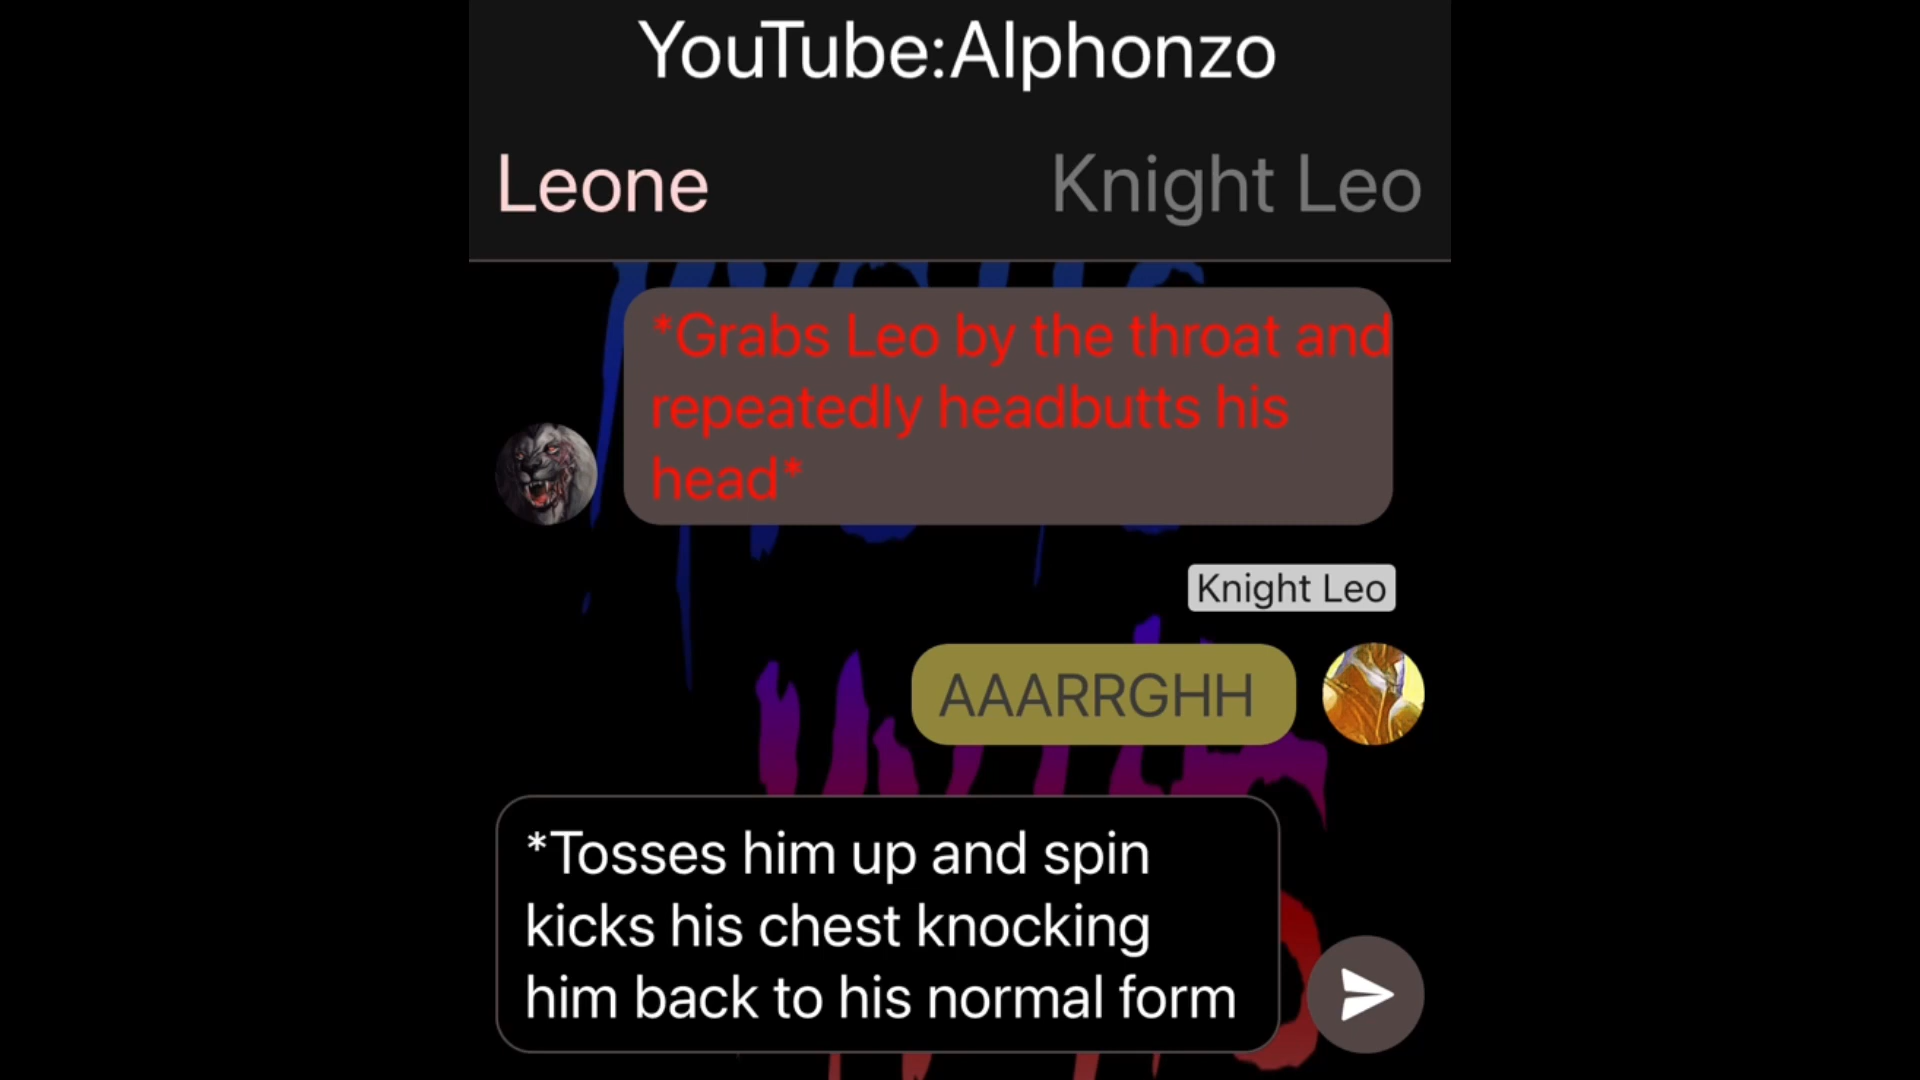 YouTube:Alphonzo
Leone
Knight Leo
*Grabs Leo by the throat and
repeatedly headbutts his
head*
Knight Leo
AAARRGHH
*Tosses him up and spin
kicks his chest knocking
him back to his normal form